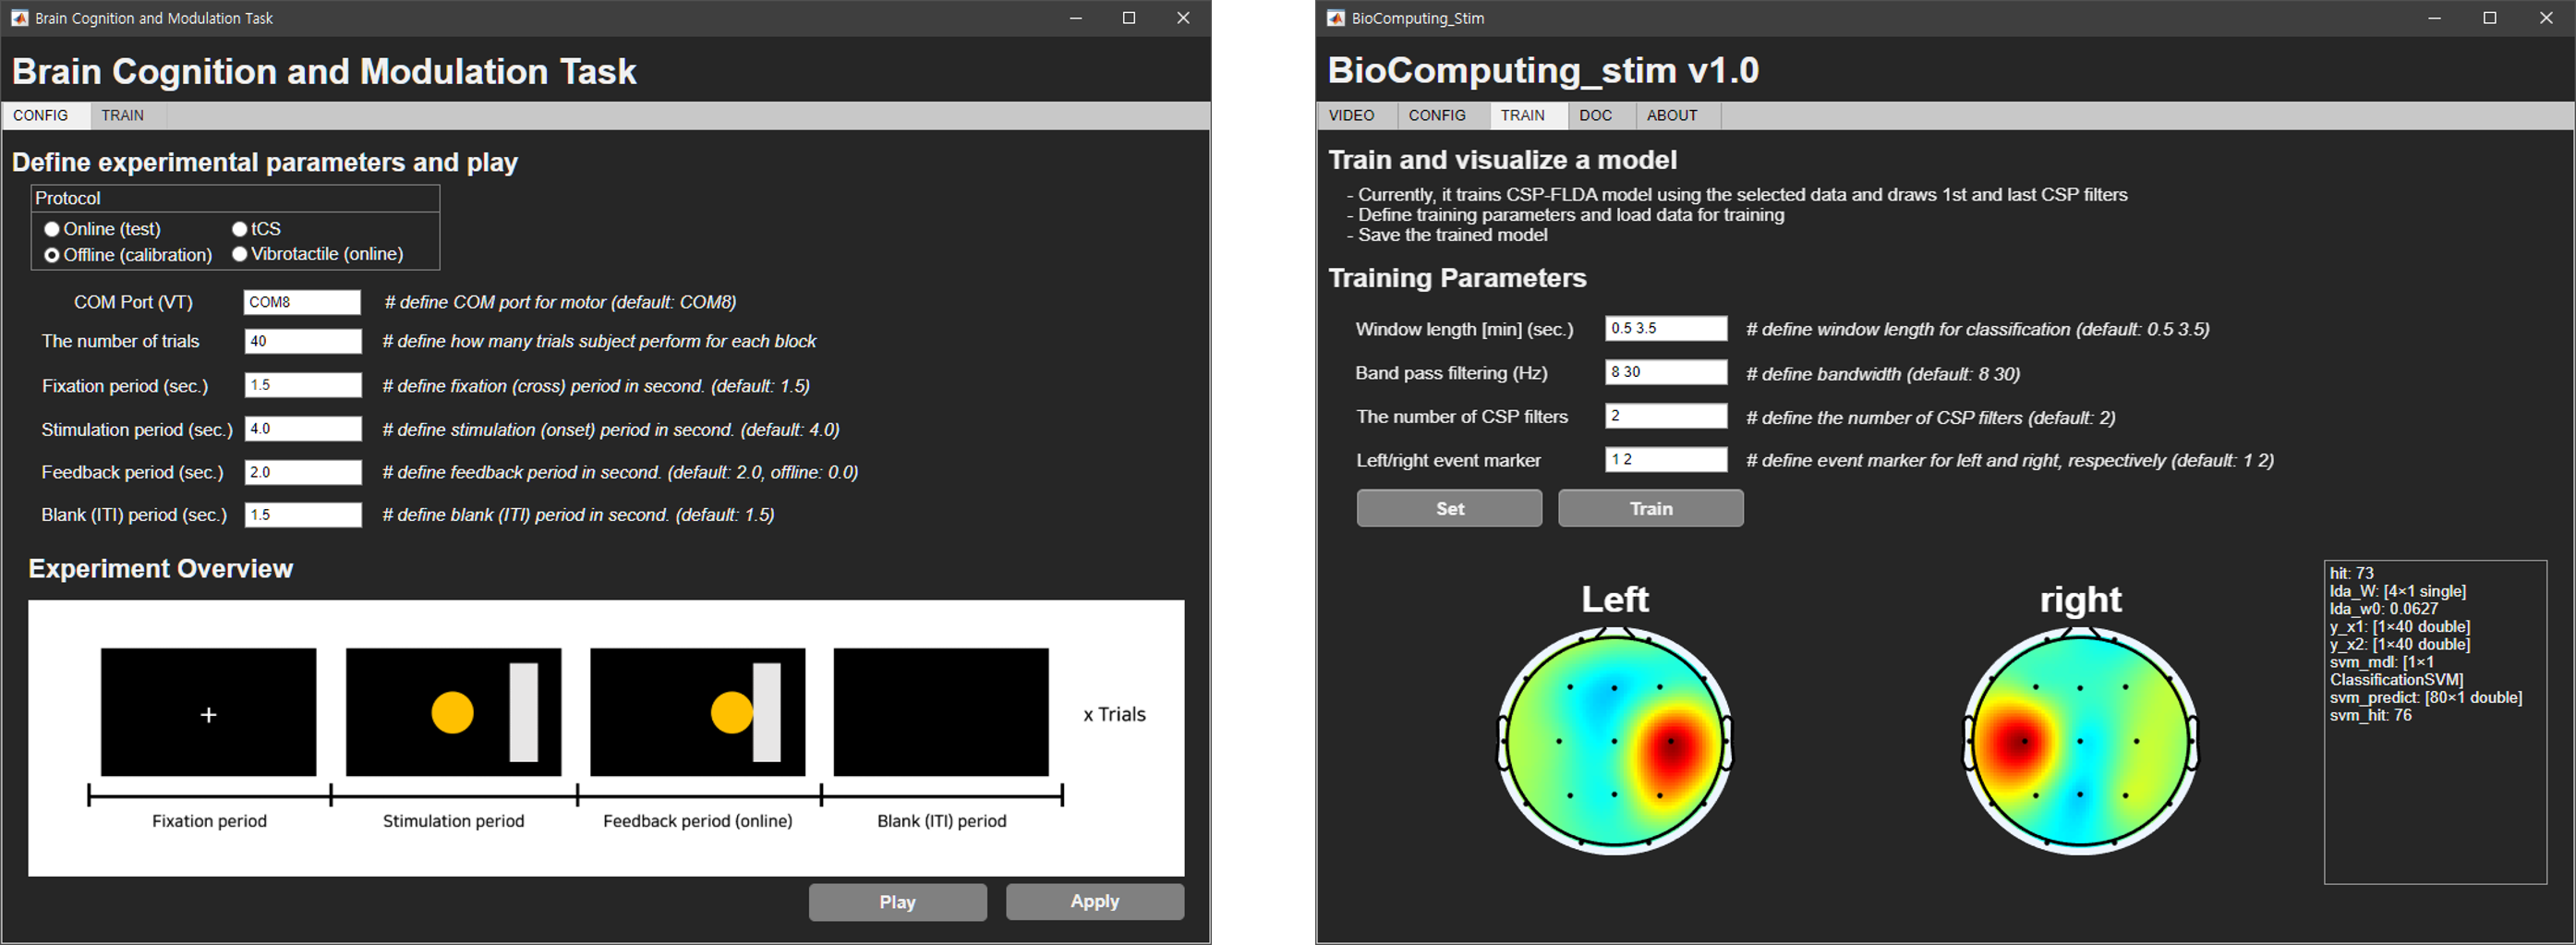 Brain Cognition and Modulation Task
Brain Cognition and Modulation Task
CONFIG TRAIN
Define experimental parameters and play
Protocol
Online (test) tCS
Offline (calibration) Vibrotactile (online)
COM Port (VT) COM8 # define COM port for motor (default: COM8)
The number of trials 40 # define how many trials subject perform for each block
Fixation period (sec.) 1.5 # define fixation (cross) period in second. (default: 1.5)
Stimulation period (sec.) 4.0 # define stimulation (onset) period in second. (default: 4.0)
Feedback period (sec.) 2.0 # define feedback period in second. (default: 2.0, offline: 0.0)
Blank (ITI) period (sec.) 1.5 # define blank (ITI) period in second. (default: 1.5)
Experiment Overview
x Trials
Fixation period Stimulation period Feedback period (online) Blank (ITI) period
Play Apply
BioComputing_Stim
BioComputing_stim v1.0
VIDEO CONFIG TRAIN DOC ABOUT
Train and visualize a model
- Currently, it trains CSP-FLDA model using the selected data and draws 1st and last CSP filters
- Define training parameters and load data for training
- Save the trained model
Training Parameters
Window length [min] (sec.) 0.5 3.5 # define window length for classification (default: 0.5 3.5)
Band pass filtering (Hz) 8 30 # define bandwidth (default: 8 30)
The number of CSP filters 2 # define the number of CSP filters (default: 2)
Left/right event marker 1 2 # define event marker for left and right, respectively (default: 1 2)
Set Train
Left right
hit: 73
lda_W: [4×1 single]
lda_w0: 0.0627
y_x1: [1×40 double]
y_x2: [1×40 double]
svm_mdl: [1×1
ClassificationSVM]
svm_predict: [80×1 double]
svm_hit: 76